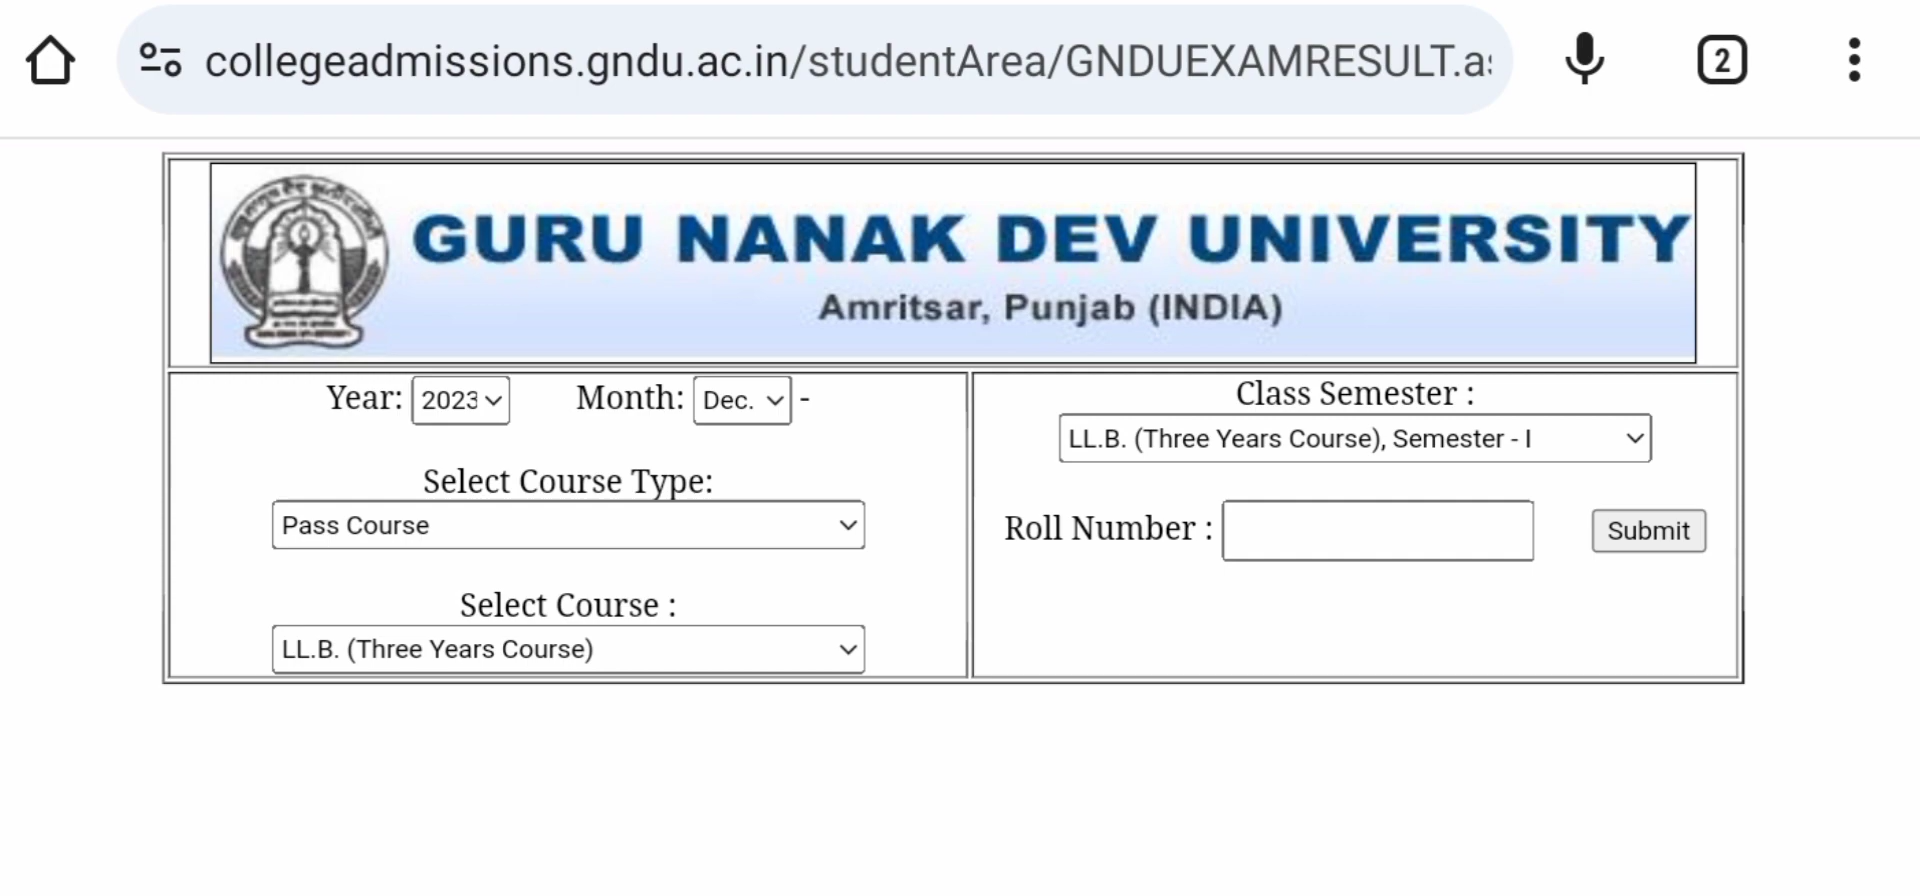 collegeadmissions.gndu.ac.in/studentArea/GNDUEXAMRESULT.as
2
GURU NANAK DEV UNIVERSITY
Amritsar, Punjab (INDIA)
Year: 2023 Month: Dec. -
Select Course Type:
Pass Course
Select Course :
LL.B. (Three Years Course)
Class Semester :
LL.B. (Three Years Course), Semester - I
Roll Number : Submit